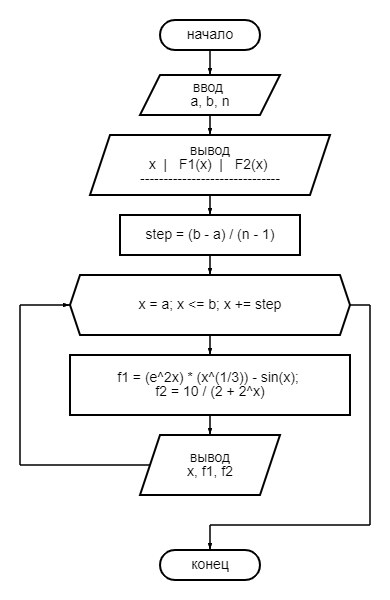 начало
ввод
a, b, n
вывод
x | F1(x) | F2(x)
------------------------------
step = (b - a) / (n - 1)
x = a; x <= b; x += step
f1 = (e^2x) * (x^(1/3)) - sin(x);
f2 = 10 / (2 + 2^x)
вывод
x, f1, f2
конец